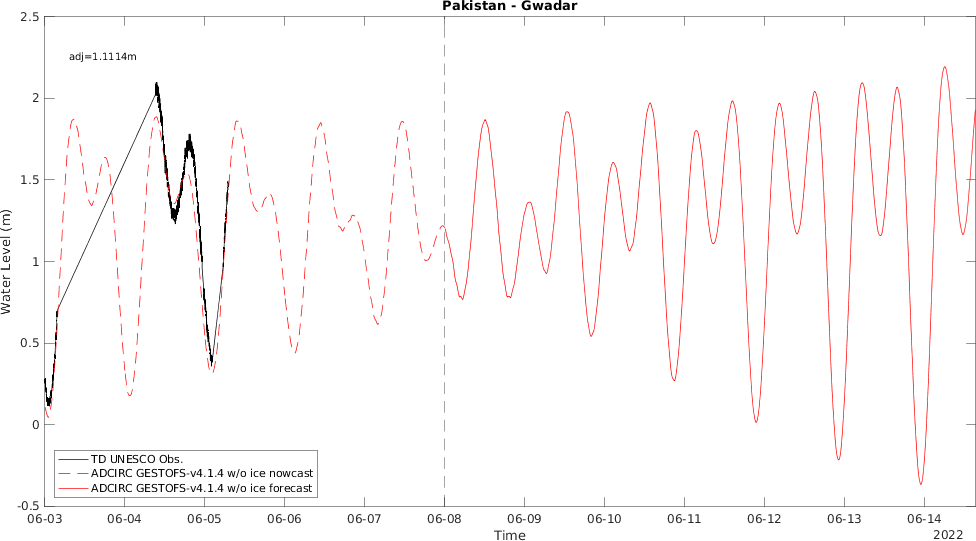 Pakistan - Gwadar
2.5
adj=1.1114m
2
1.5
1
0.5
0
-0.5
Water Level (m)
TD UNESCO Obs.
ADCIRC GESTOFS-v4.1.4 w/o ice nowcast
ADCIRC GESTOFS-v4.1.4 w/o ice forecast
06-03 06-04 06-05 06-06 06-07 06-08 06-09 06-10 06-11 06-12 06-13 06-14
Time
2022